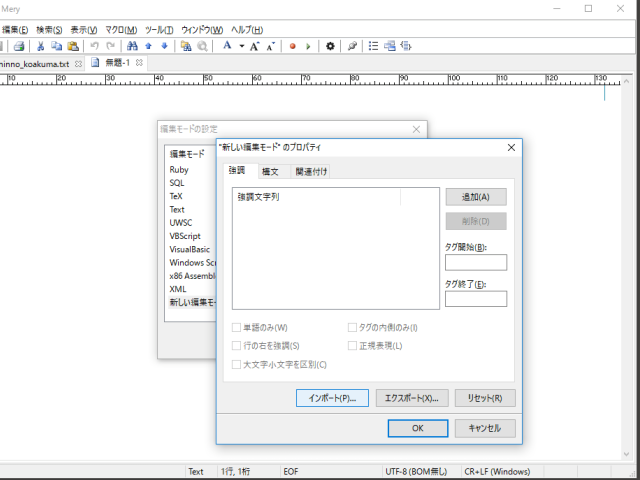 Mery
編集(E) 検索(S) 表示(V) マクロ(M) ツール(T) ウィンドウ(W) ヘルプ(H)
ninno_koakuma.txt 無題-1
10 20 30 40 50 60 70 80 90 100 110 120 130
編集モードの設定
編集モード
Ruby
SQL
TeX
Text
UWSC
VBScript
VisualBasic
Windows Scr
x86 Assembl
XML
新しい編集モー
"新しい編集モード" のプロパティ
強調 構文 関連付け
強調文字列
追加(A)
削除(D)
タグ開始(B):
タグ終了(E):
単語のみ(W) タグの内側のみ(I)
行の右を強調(S) 正規表現(L)
大文字小文字を区別(C)
インポート(P)... エクスポート(X)... リセット(R)
OK キャンセル
Text 1行, 1桁 EOF UTF-8 (BOM無し) CR+LF (Windows)